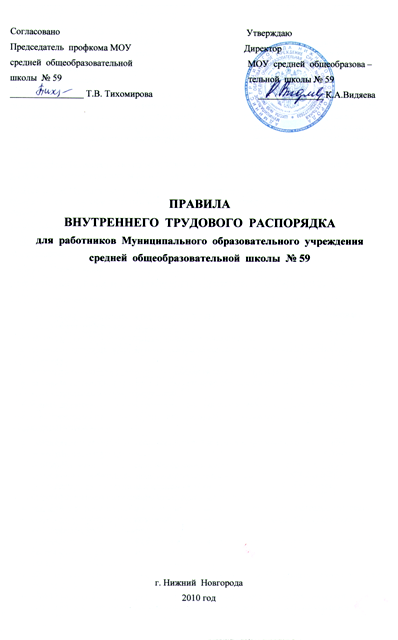 Согласовано
Председатель профкома МОУ
средней общеобразовательной
школы № 59
Т.В. Тихомирова
Утверждаю
Директор
МОУ средней общеобразова –
тельной школы № 59
К.А.Видяева
ПРАВИЛА
ВНУТРЕННЕГО ТРУДОВОГО РАСПОРЯДКА
для работников Муниципального образовательного учреждения
средней общеобразовательной школы № 59
г. Нижний Новгорода
2010 год